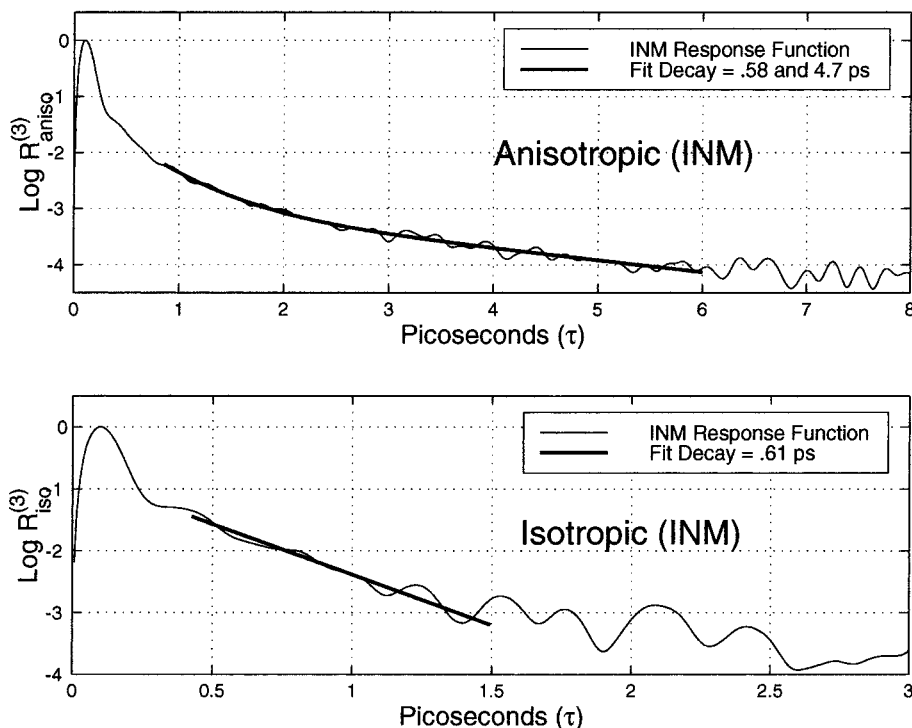 0
-1
-2
-3
-4
Log R(3)aniso
INM Response Function
Fit Decay = .58 and 4.7 ps
Anisotropic (INM)
0 1 2 3 4 5 6 7 8
Picoseconds (τ)
0
-1
-2
-3
-4
Log R(3)iso
INM Response Function
Fit Decay = .61 ps
Isotropic (INM)
0 0.5 1 1.5 2 2.5 3
Picoseconds (τ)